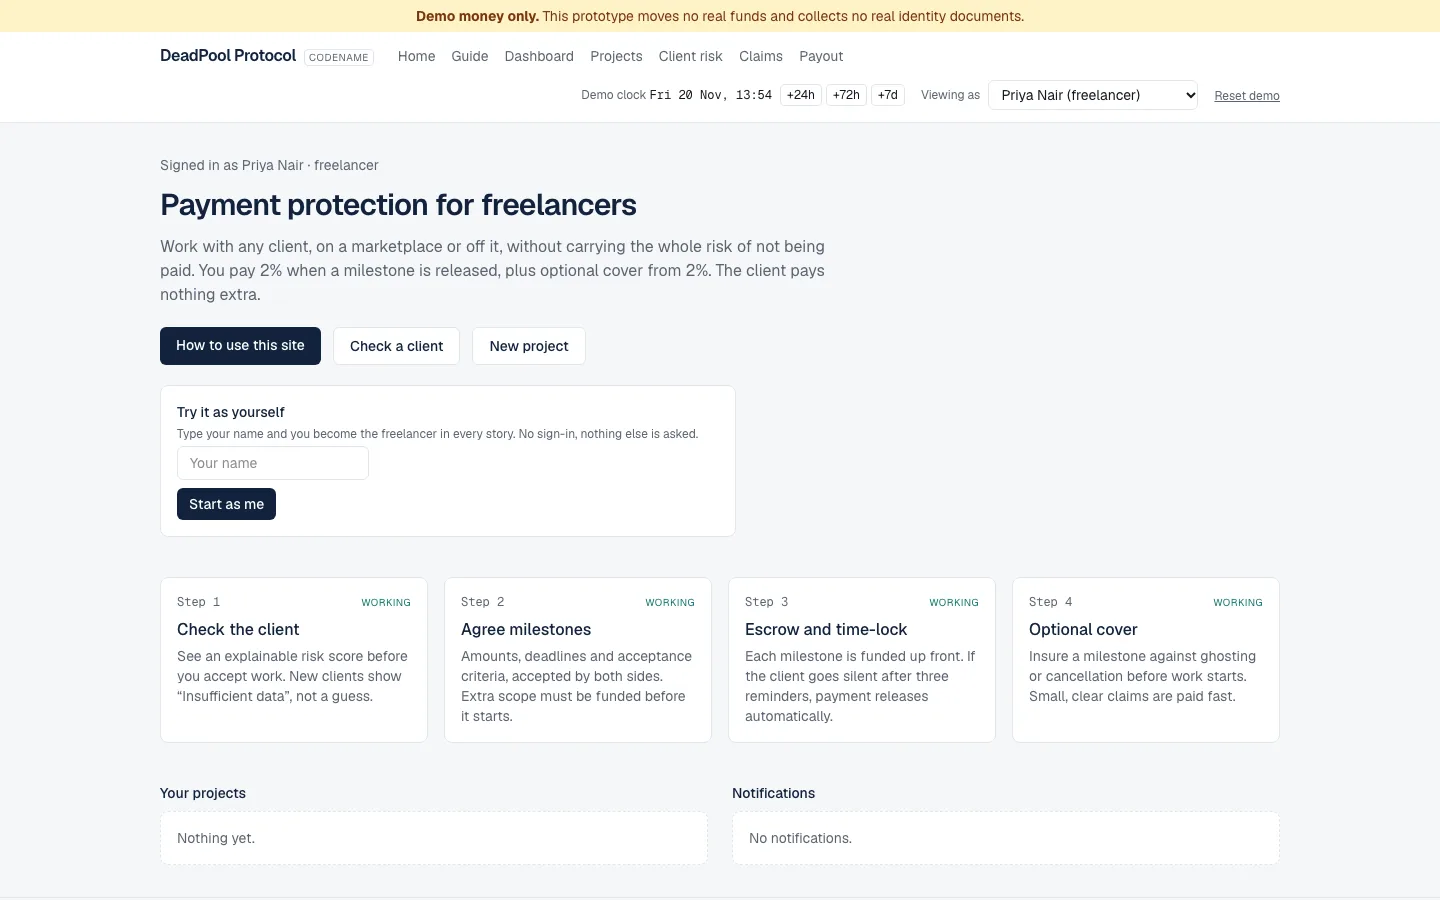 Demo money only. This prototype moves no real funds and collects no real identity documents.
DeadPool Protocol CODENAME Home Guide Dashboard Projects Client risk Claims Payout
Demo clock Fri 20 Nov, 13:54 +24h +72h +7d Viewing as Priya Nair (freelancer) Reset demo
Signed in as Priya Nair · freelancer
Payment protection for freelancers
Work with any client, on a marketplace or off it, without carrying the whole risk of not being
paid. You pay 2% when a milestone is released, plus optional cover from 2%. The client pays
nothing extra.
How to use this site Check a client New project
Try it as yourself
Type your name and you become the freelancer in every story. No sign-in, nothing else is asked.
Your name
Start as me
Step 1 WORKING
Check the client
See an explainable risk score before
you accept work. New clients show
“Insufficient data”, not a guess.
Step 2 WORKING
Agree milestones
Amounts, deadlines and acceptance
criteria, accepted by both sides.
Extra scope must be funded before
it starts.
Step 3 WORKING
Escrow and time-lock
Each milestone is funded up front. If
the client goes silent after three
reminders, payment releases
automatically.
Step 4 WORKING
Optional cover
Insure a milestone against ghosting
or cancellation before work starts.
Small, clear claims are paid fast.
Your projects
Nothing yet.
Notifications
No notifications.